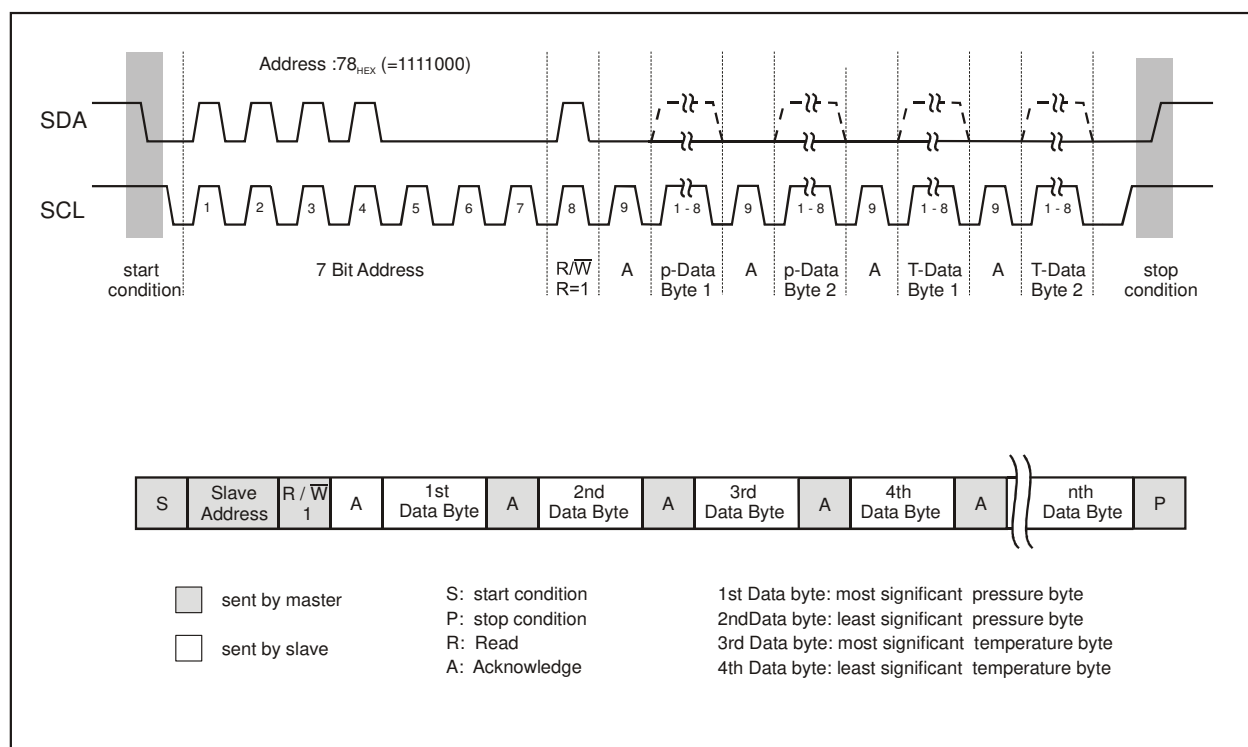 Address :78HEX (=1111000)
SDA
SCL
1 2 3 4 5 6 7 8 9 1 - 8 9 1 - 8 9 1 - 8 9 1 - 8
start condition
7 Bit Address
R/W̅ R=1
A
p-Data Byte 1
A
p-Data Byte 2
A
T-Data Byte 1
A
T-Data Byte 2
stop condition
S
Slave Address
R / W̅ 1
A
1st Data Byte
A
2nd Data Byte
A
3rd Data Byte
A
4th Data Byte
A
nth Data Byte
P
sent by master
sent by slave
S: start condition
P: stop condition
R: Read
A: Acknowledge
1st Data byte: most significant pressure byte
2ndData byte: least significant pressure byte
3rd Data byte: most significant temperature byte
4th Data byte: least significant temperature byte